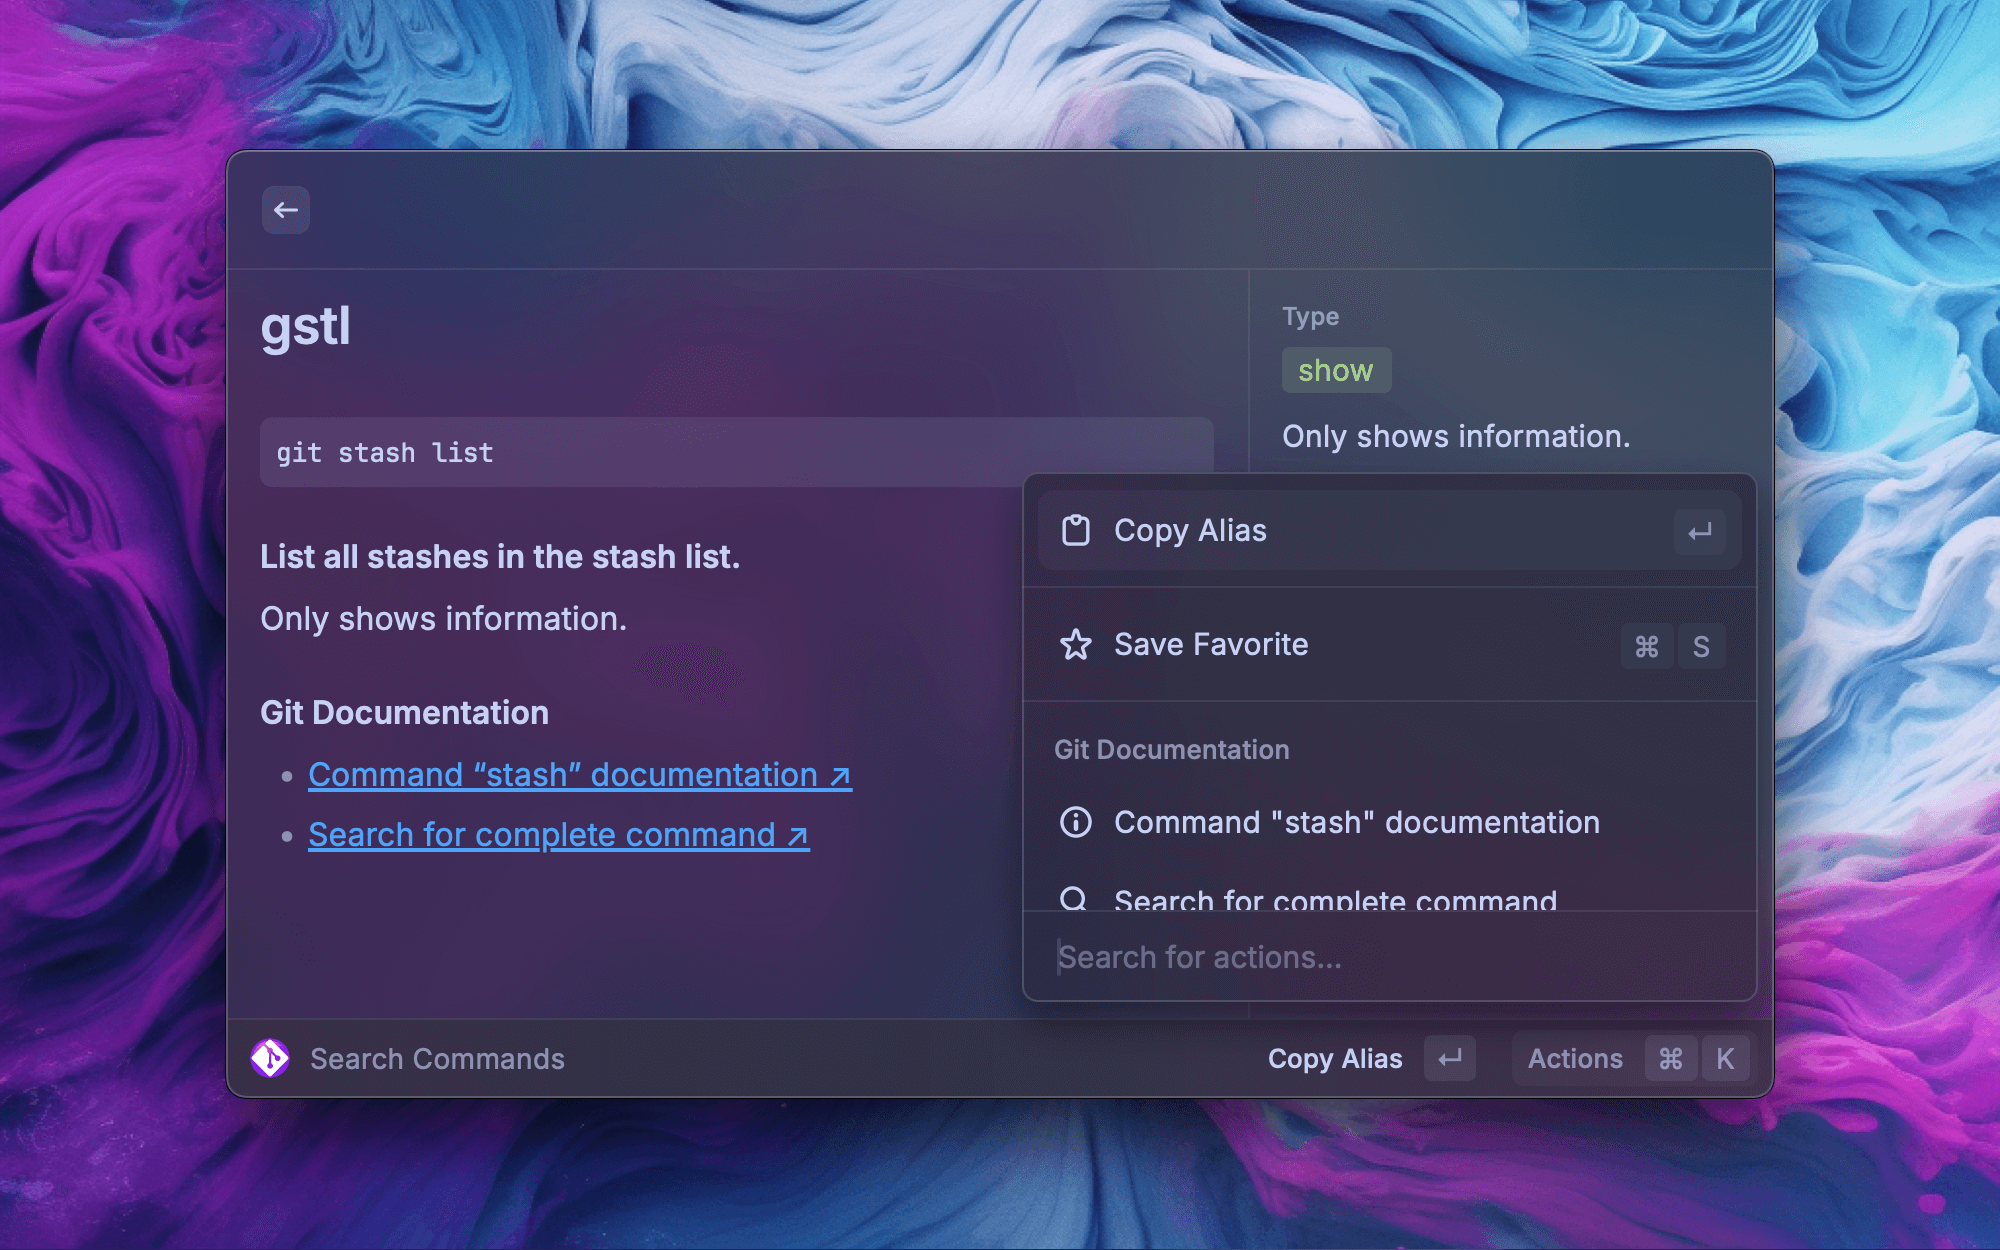 gstl
git stash list
List all stashes in the stash list.
Only shows information.
Git Documentation
Command “stash” documentation ↗
Search for complete command ↗
Type
show
Only shows information.
Copy Alias ↵
Save Favorite ⌘ S
Git Documentation
Command "stash" documentation
Search for complete command
Search for actions...
Search Commands
Copy Alias ↵ Actions ⌘ K